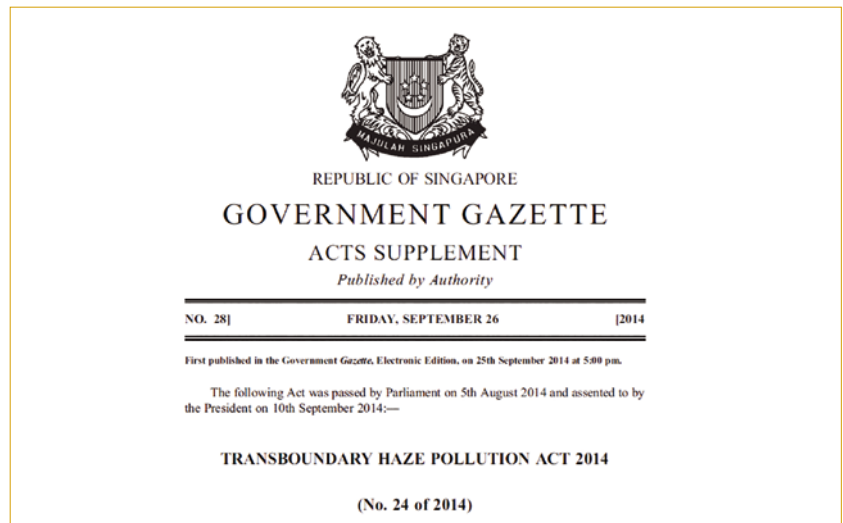 MAJULAH SINGAPURA
REPUBLIC OF SINGAPORE
GOVERNMENT GAZETTE
ACTS SUPPLEMENT
Published by Authority
NO. 28] FRIDAY, SEPTEMBER 26 [2014
First published in the Government Gazette, Electronic Edition, on 25th September 2014 at 5:00 pm.
The following Act was passed by Parliament on 5th August 2014 and assented to by
the President on 10th September 2014:—
TRANSBOUNDARY HAZE POLLUTION ACT 2014
(No. 24 of 2014)